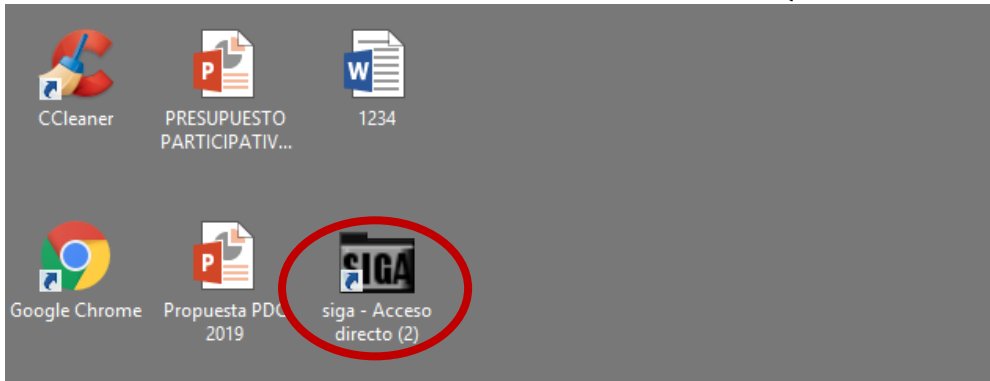 CCleaner
PRESUPUESTO
PARTICIPATIV...
1234
Google Chrome
Propuesta PDC
2019
SIGA
siga - Acceso
directo (2)